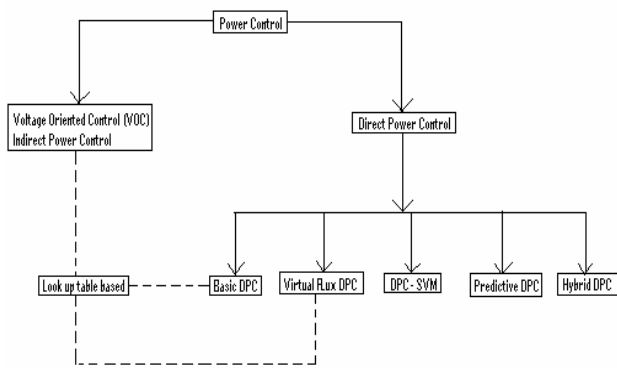 Power Control
Voltage Oriented Control (VOC)
Indirect Power Control
Direct Power Control
Look up table based
Basic DPC
Virtual Flux DPC
DPC - SVM
Predictive DPC
Hybrid DPC